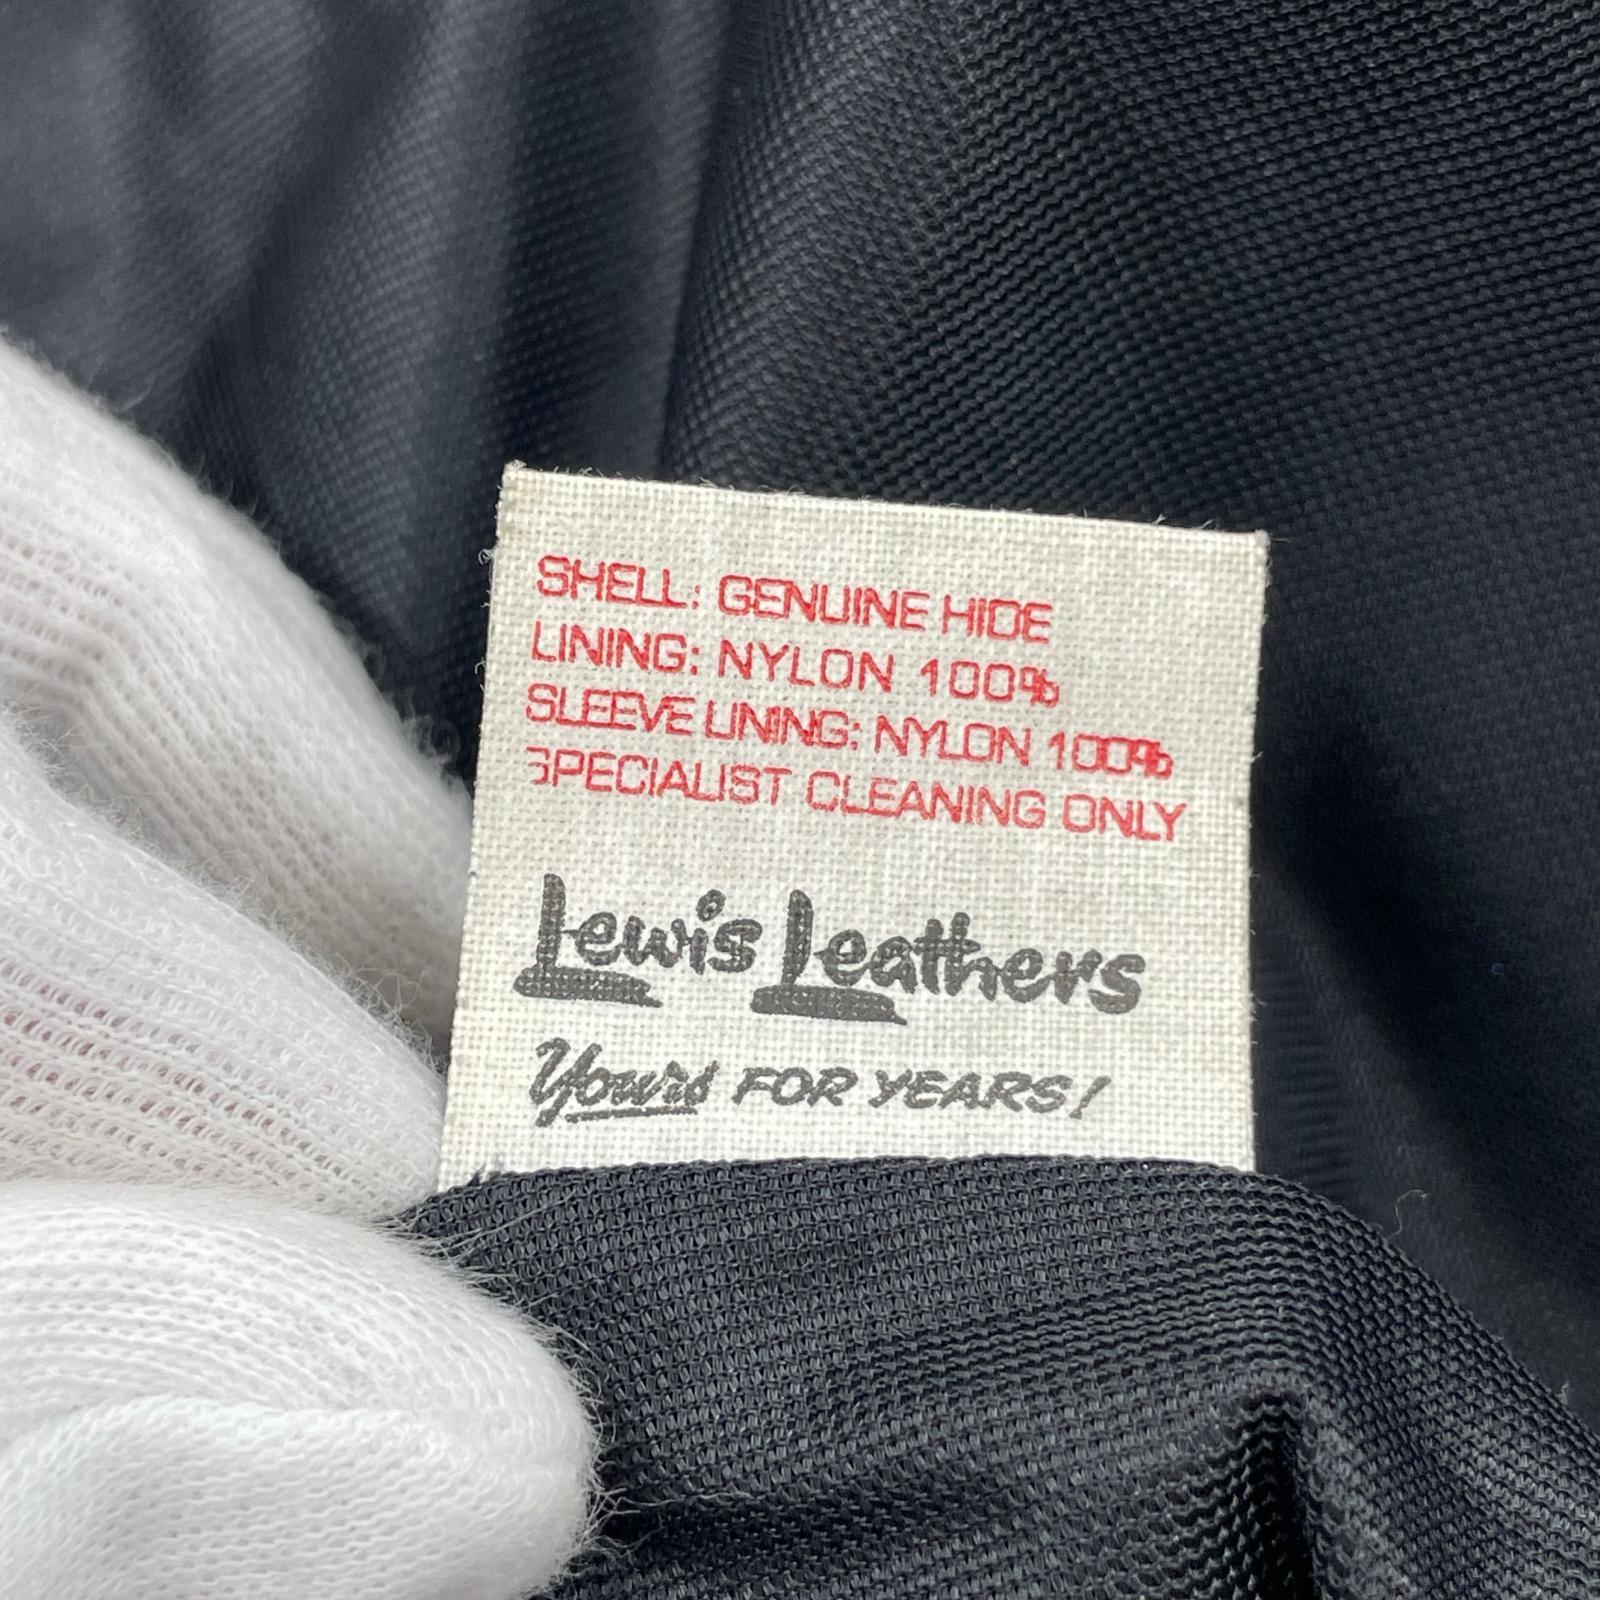 SHELL: GENUINE HIDE
LINING: NYLON 100%
SLEEVE LINING: NYLON 100%
SPECIALIST CLEANING ONLY
Lewis Leathers
Yours FOR YEARS!